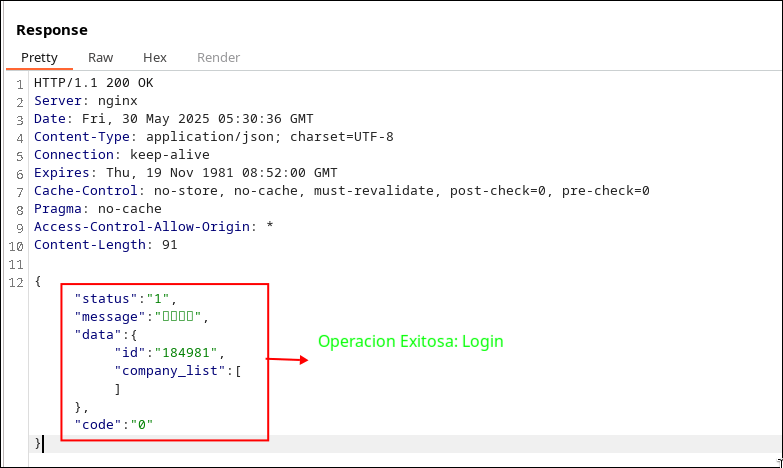 Response
Pretty Raw Hex Render
1 HTTP/1.1 200 OK
2 Server: nginx
3 Date: Fri, 30 May 2025 05:30:36 GMT
4 Content-Type: application/json; charset=UTF-8
5 Connection: keep-alive
6 Expires: Thu, 19 Nov 1981 08:52:00 GMT
7 Cache-Control: no-store, no-cache, must-revalidate, post-check=0, pre-check=0
8 Pragma: no-cache
9 Access-Control-Allow-Origin: *
10 Content-Length: 91
11
12 {
"status":"1",
"message":"▯▯▯▯",
"data":{
"id":"184981",
"company_list":[
]
},
"code":"0"
}
Operacion Exitosa: Login